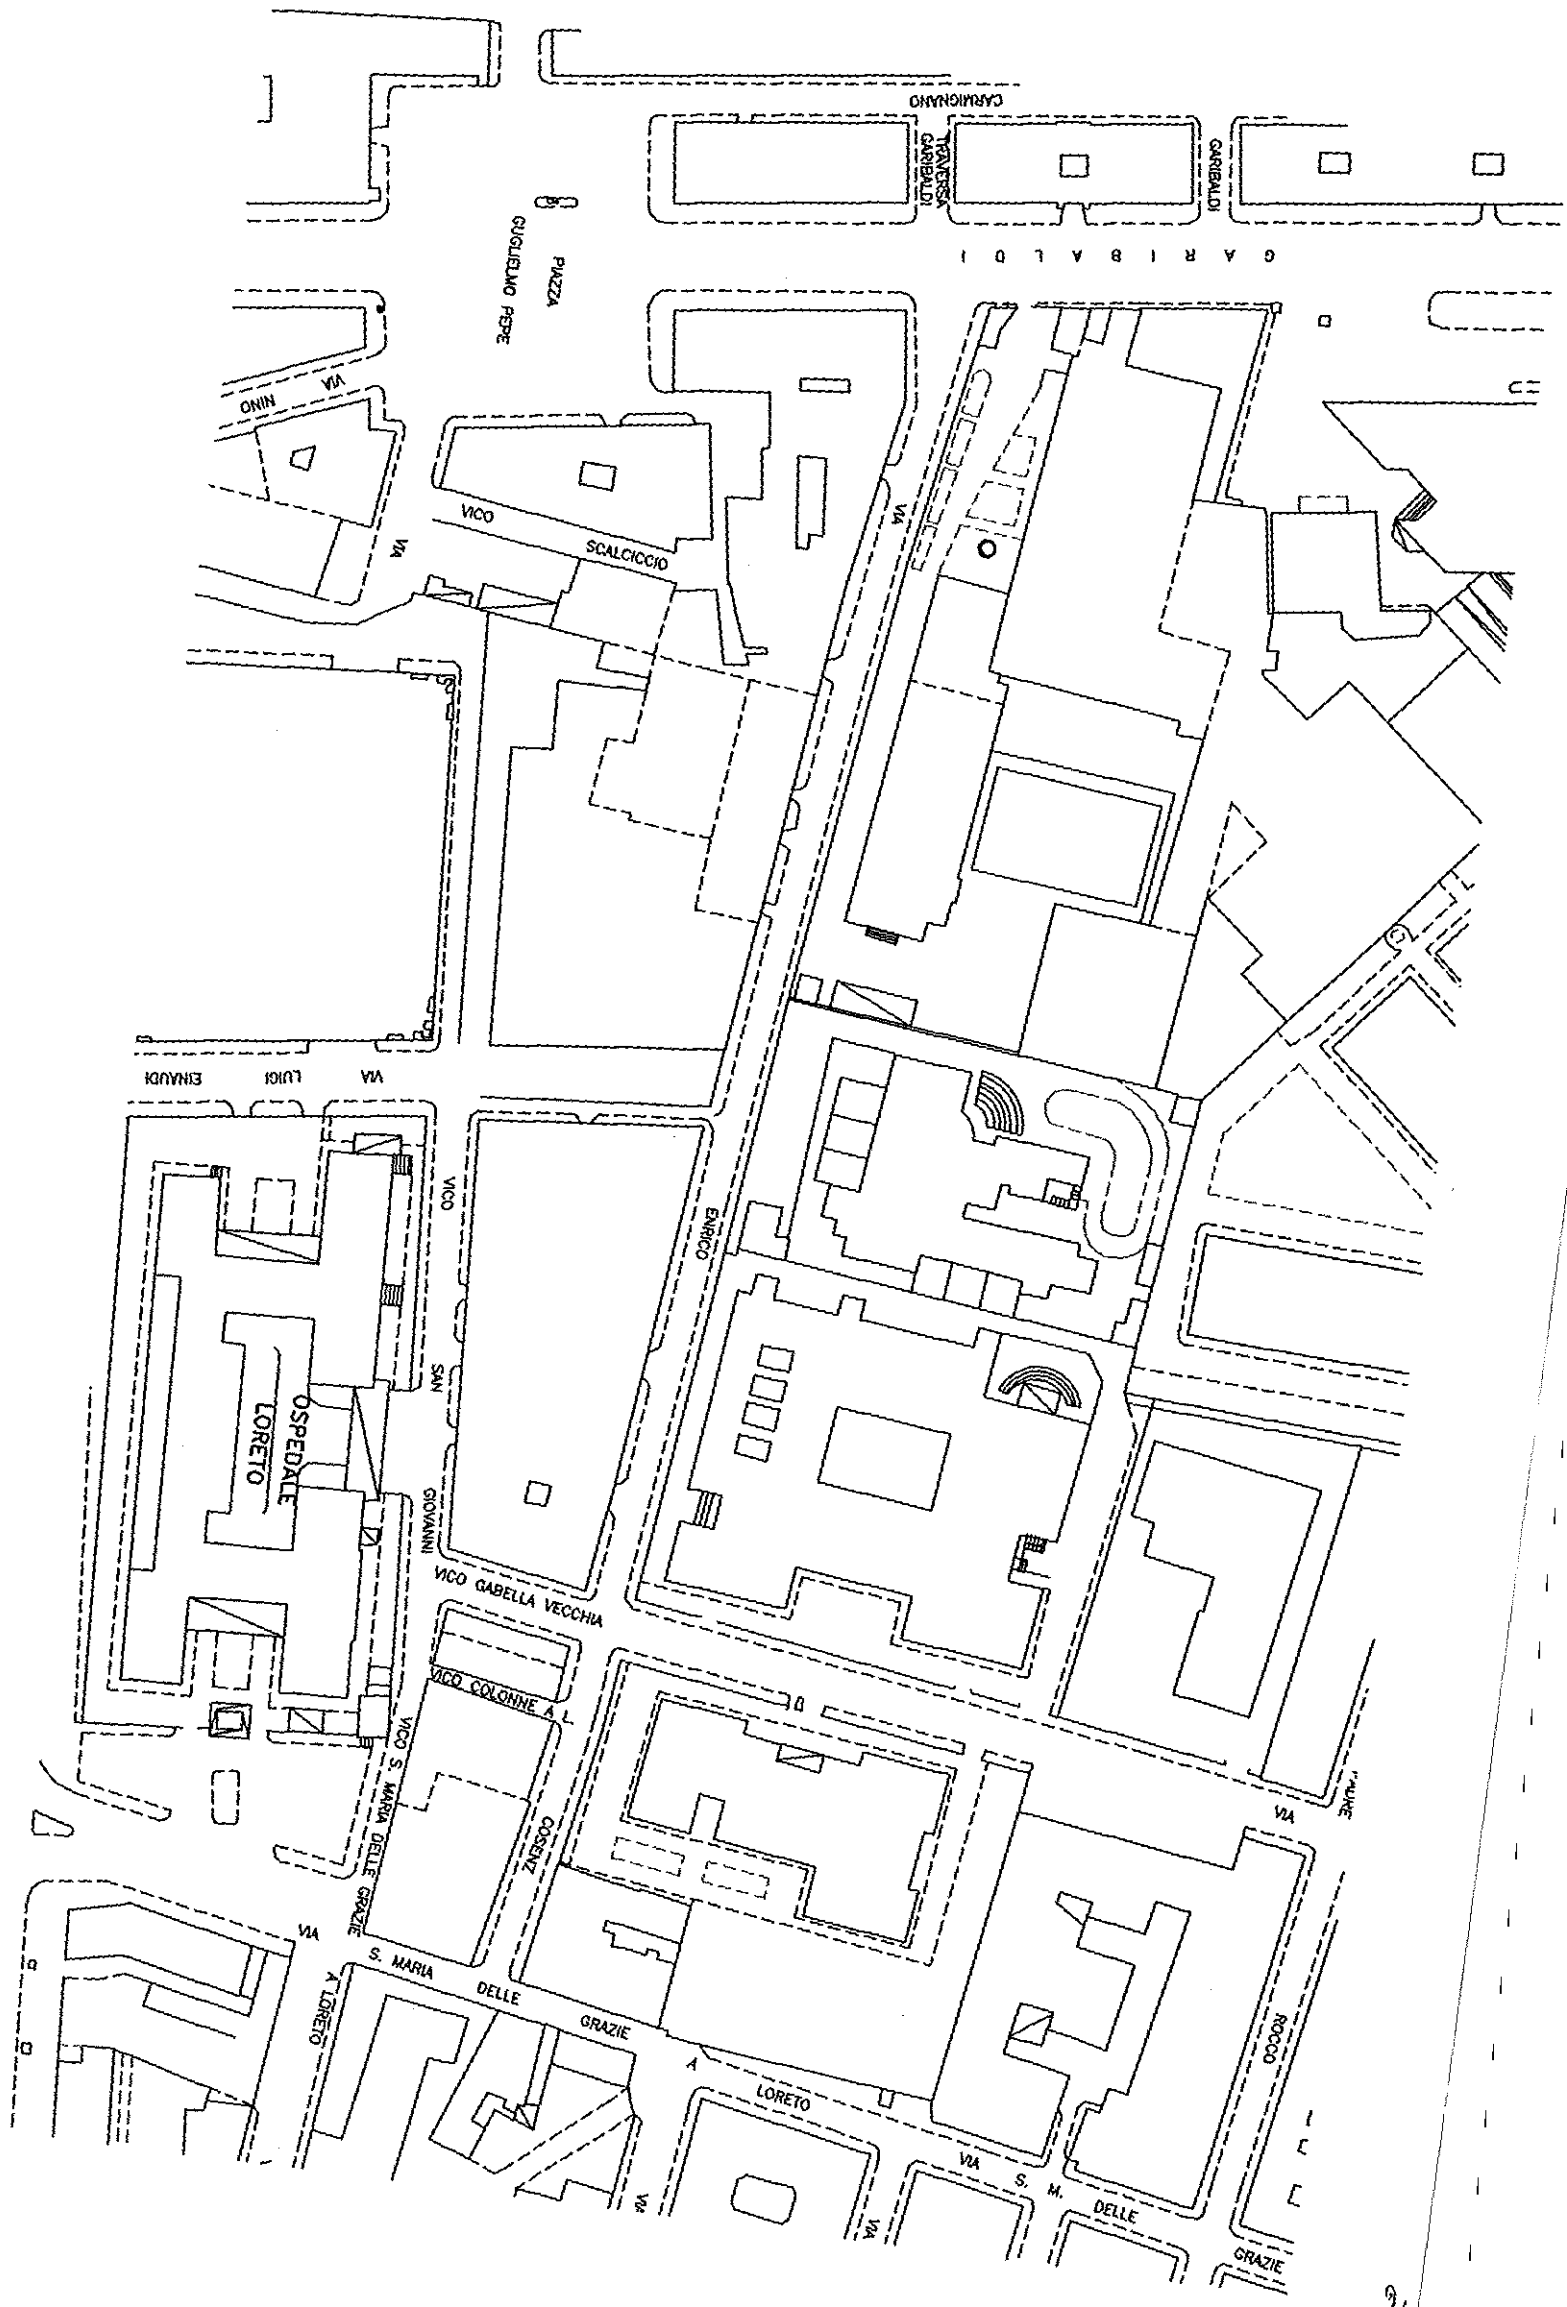 CARMIGNANO
TRAVERSA
GARIBALDI
GARIBALDI
GARIBALDI
PIAZZA
GUGLIELMO PEPE
VIA
NINO
VIA
VICO
SCALCICCIO
VIA
VIA
LUIGI
EINAUDI
VICO
ENRICO
SAN
OSPEDALE
LORETO
GIOVANNI
VICO GABELLA VECCHIA
VICO COLONNE A L.
VICO S. MARIA DELLE GRAZIE
COSENZ
VIA
VIA
S. MARIA
DELLE
GRAZIE
A LORETO
ROCCO
A
LORETO
VIA
S. M.
DELLE
GRAZIE
VIA
VIA